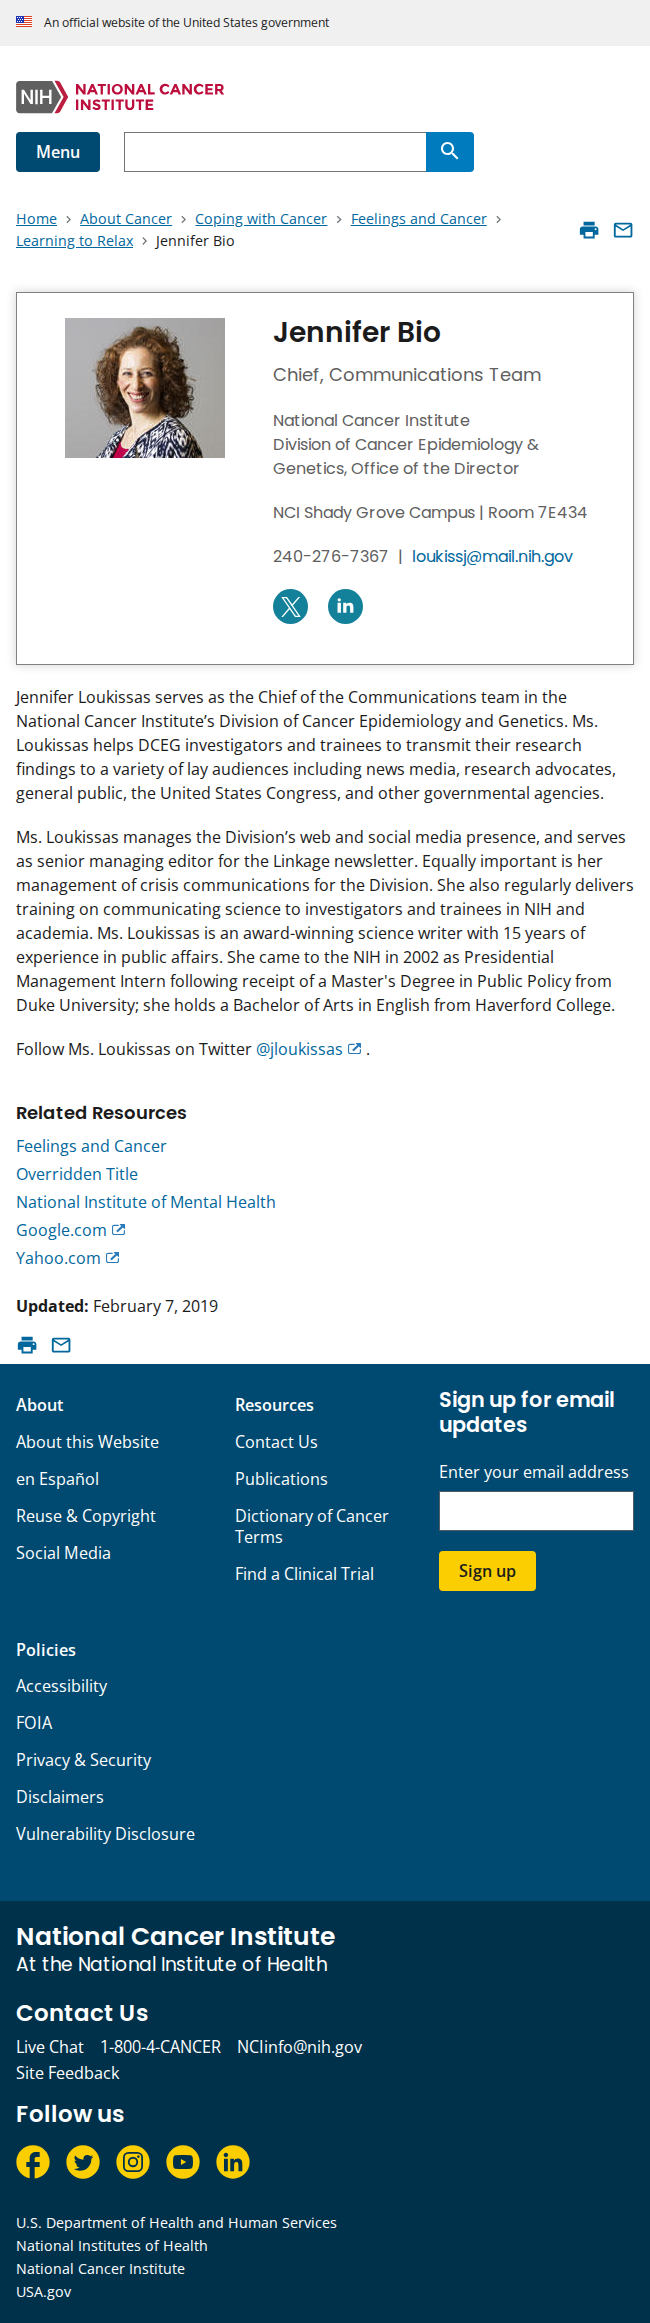 An official website of the United States government
NIH
NATIONAL CANCER
INSTITUTE
Menu
Home > About Cancer > Coping with Cancer > Feelings and Cancer >
Learning to Relax > Jennifer Bio
Jennifer Bio
Chief, Communications Team
National Cancer Institute
Division of Cancer Epidemiology &
Genetics, Office of the Director
NCI Shady Grove Campus | Room 7E434
240-276-7367 | loukissj@mail.nih.gov
Jennifer Loukissas serves as the Chief of the Communications team in the
National Cancer Institute’s Division of Cancer Epidemiology and Genetics. Ms.
Loukissas helps DCEG investigators and trainees to transmit their research
findings to a variety of lay audiences including news media, research advocates,
general public, the United States Congress, and other governmental agencies.
Ms. Loukissas manages the Division’s web and social media presence, and serves
as senior managing editor for the Linkage newsletter. Equally important is her
management of crisis communications for the Division. She also regularly delivers
training on communicating science to investigators and trainees in NIH and
academia. Ms. Loukissas is an award-winning science writer with 15 years of
experience in public affairs. She came to the NIH in 2002 as Presidential
Management Intern following receipt of a Master's Degree in Public Policy from
Duke University; she holds a Bachelor of Arts in English from Haverford College.
Follow Ms. Loukissas on Twitter @jloukissas .
Related Resources
Feelings and Cancer
Overridden Title
National Institute of Mental Health
Google.com
Yahoo.com
Updated: February 7, 2019
About
About this Website
en Español
Reuse & Copyright
Social Media
Resources
Contact Us
Publications
Dictionary of Cancer
Terms
Find a Clinical Trial
Sign up for email
updates
Enter your email address
Sign up
Policies
Accessibility
FOIA
Privacy & Security
Disclaimers
Vulnerability Disclosure
National Cancer Institute
At the National Institute of Health
Contact Us
Live Chat 1-800-4-CANCER NCIinfo@nih.gov
Site Feedback
Follow us
U.S. Department of Health and Human Services
National Institutes of Health
National Cancer Institute
USA.gov